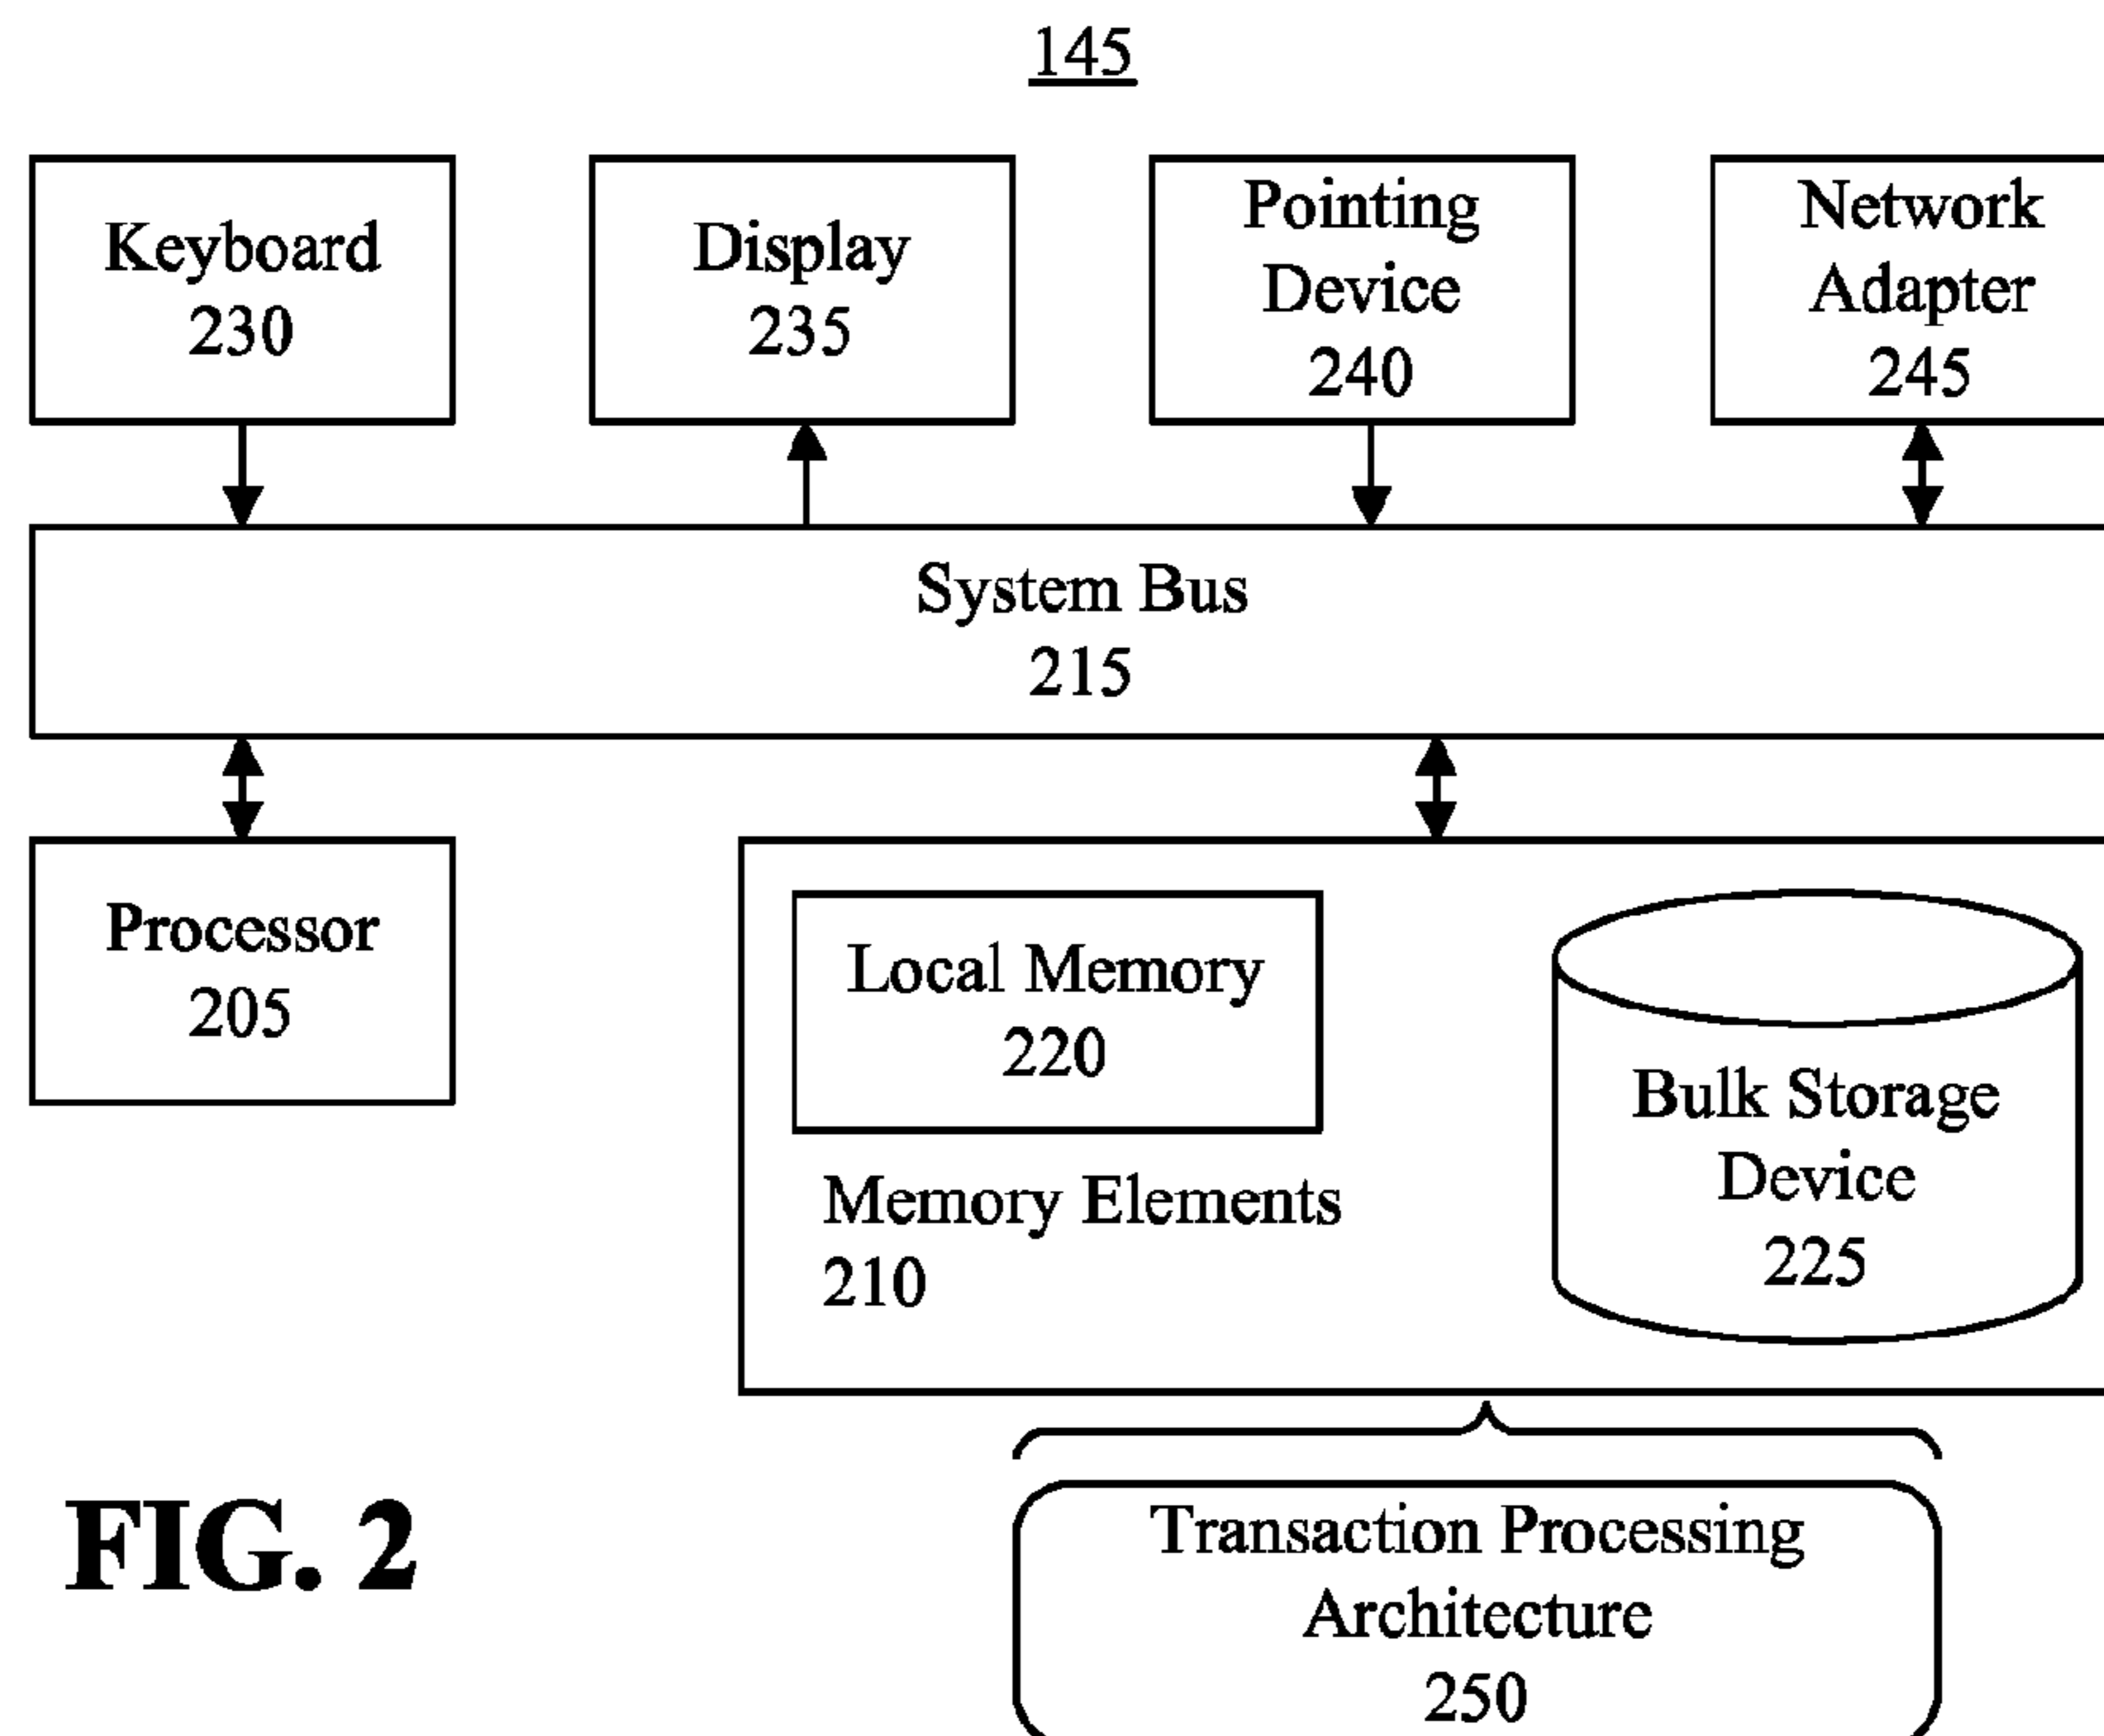 145
Keyboard
230
Display
235
Pointing
Device
240
Network
Adapter
245
System Bus
215
Processor
205
Local Memory
220
Memory Elements
210
Bulk Storage
Device
225
Transaction Processing
Architecture
250
FIG. 2